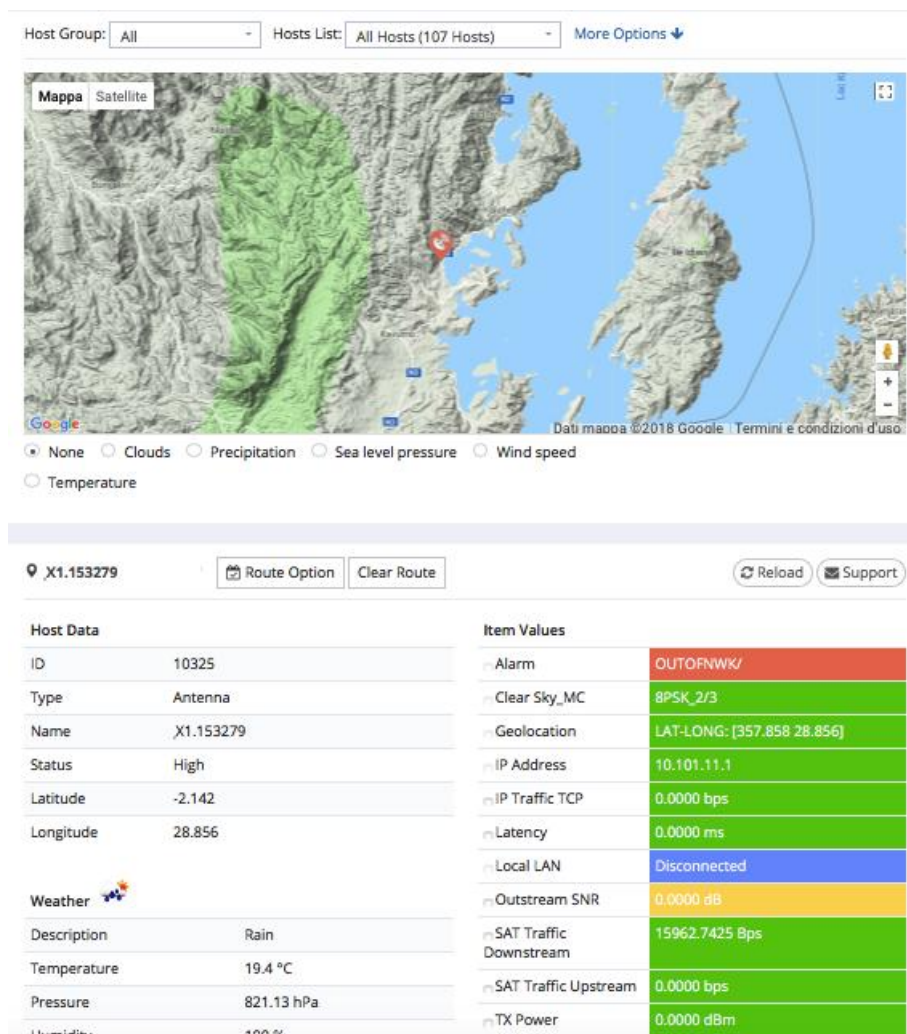 Host Group: All Hosts List: All Hosts (107 Hosts) More Options
Mappa Satellite
N2
N2
N2
Google
Dati mappa ©2018 Google Termini e condizioni d'uso
None Clouds Precipitation Sea level pressure Wind speed
Temperature
X1.153279 Route Option Clear Route Reload Support
Host Data
ID 10325
Type Antenna
Name X1.153279
Status High
Latitude -2.142
Longitude 28.856
Weather
Description Rain
Temperature 19.4 °C
Pressure 821.13 hPa
Humidity 100 %
Item Values
Alarm OUTOFNWK/
Clear Sky_MC 8PSK_2/3
Geolocation LAT-LONG: [357.858 28.856]
IP Address 10.101.11.1
IP Traffic TCP 0.0000 bps
Latency 0.0000 ms
Local LAN Disconnected
Outstream SNR 0.0000 dB
SAT Traffic 15962.7425 Bps
Downstream
SAT Traffic Upstream 0.0000 bps
TX Power 0.0000 dBm